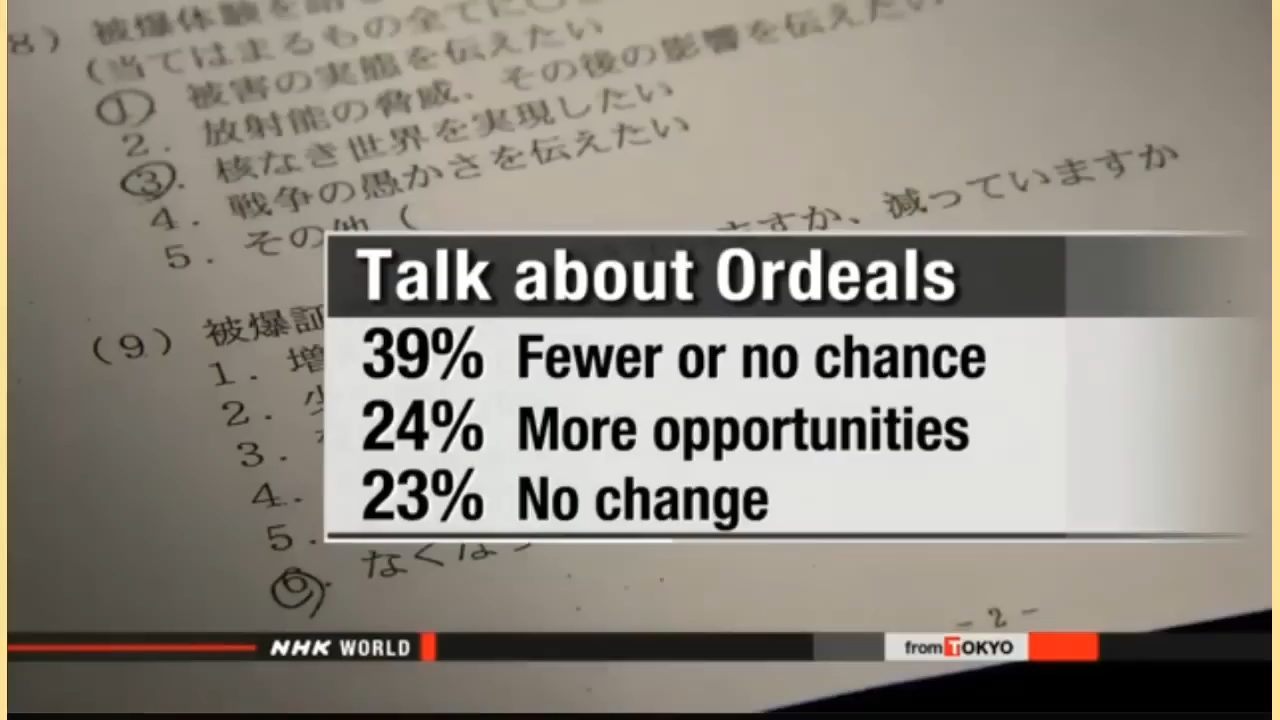 8) 被爆体験を語
(当てはまるもの全てに
1 被害の実態を伝えたい
2. 放射能の脅威、その後の影響を伝えたい
3. 核なき世界を実現したい
4. 戦争の愚かさを伝えたい
5. その他 (
ますか、減っていますか
(9) 被爆証
1. 増
2. 少
3.
4.
5.
6. なくなっ
Talk about Ordeals
39% Fewer or no chance
24% More opportunities
23% No change
- 2 -
NHK WORLD
from TOKYO